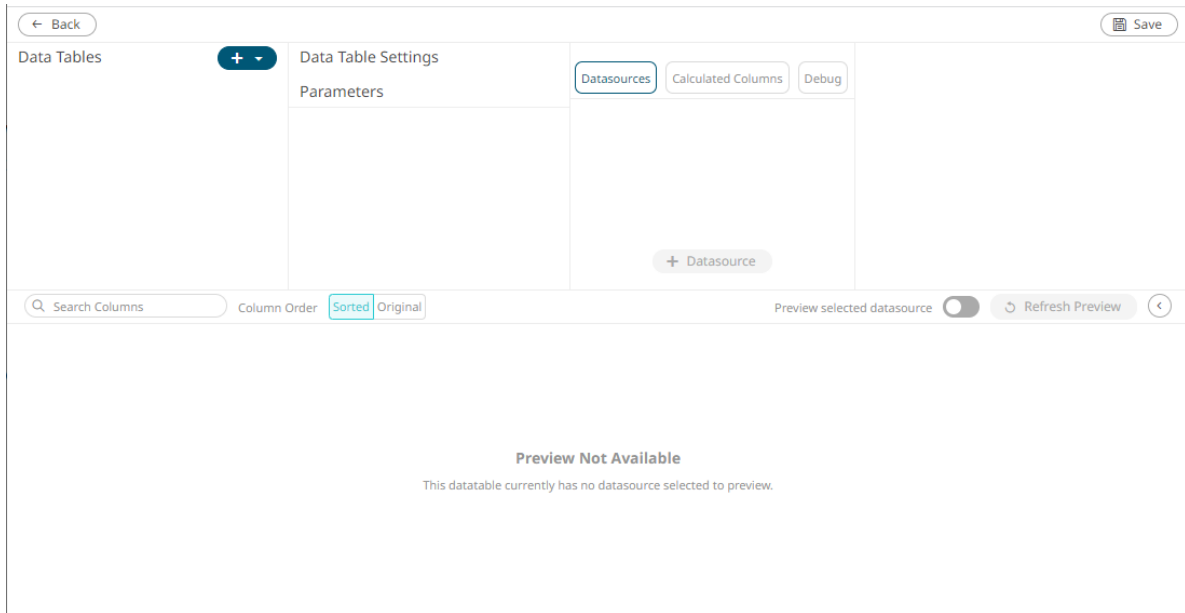 Back
Save
Data Tables
Data Table Settings
Parameters
Datasources
Calculated Columns
Debug
+ Datasource
Search Columns
Column Order
Sorted
Original
Preview selected datasource
Refresh Preview
Preview Not Available
This datatable currently has no datasource selected to preview.